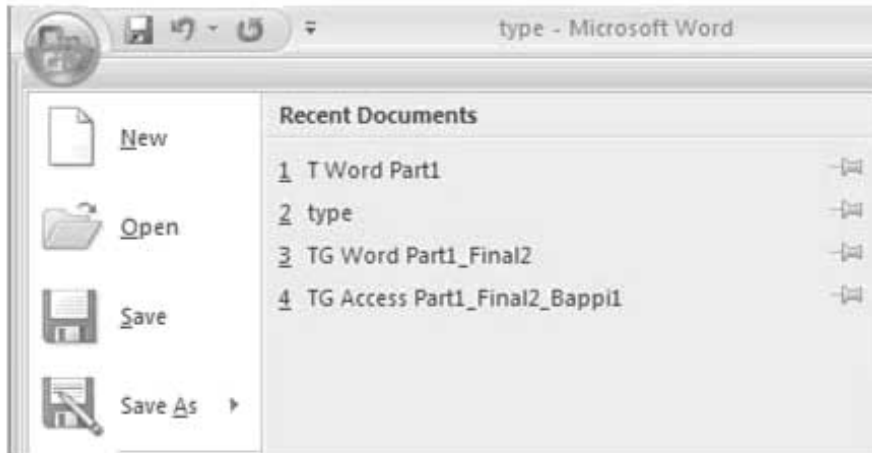 type - Microsoft Word
New
Open
Save
Save As
Recent Documents
1 T Word Part1
2 type
3 TG Word Part1_Final2
4 TG Access Part1_Final2_Bappi1